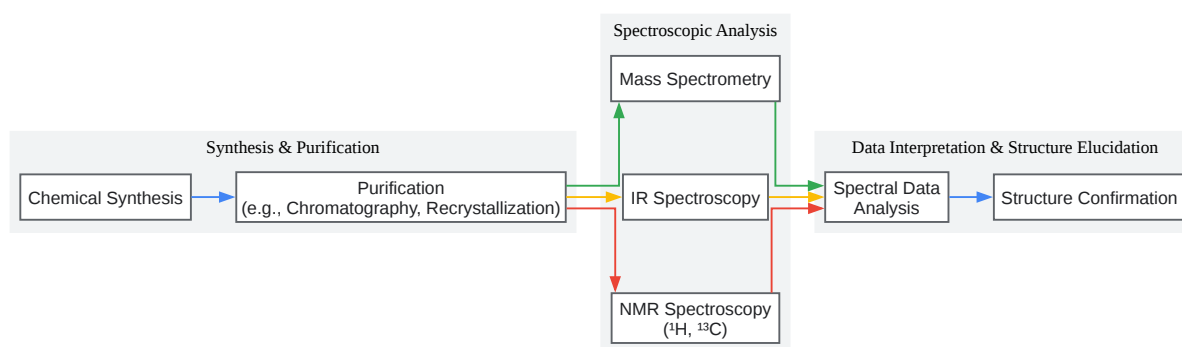 Spectroscopic Analysis
Mass Spectrometry
Synthesis & Purification
Data Interpretation & Structure Elucidation
Chemical Synthesis
Purification
(e.g., Chromatography, Recrystallization)
IR Spectroscopy
Spectral Data
Analysis
Structure Confirmation
NMR Spectroscopy
(¹H, ¹³C)